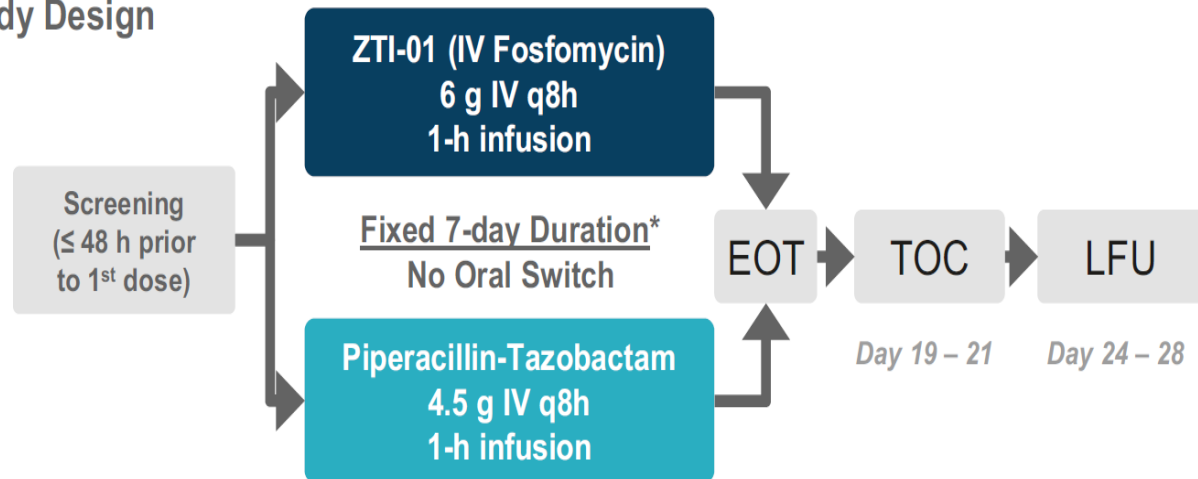 dy Design
ZTI-01 (IV Fosfomycin)
6 g IV q8h
1-h infusion
Screening
(≤ 48 h prior
to 1st dose)
Fixed 7-day Duration*
No Oral Switch
EOT
TOC
LFU
Piperacillin-Tazobactam
4.5 g IV q8h
1-h infusion
Day 19 – 21
Day 24 – 28